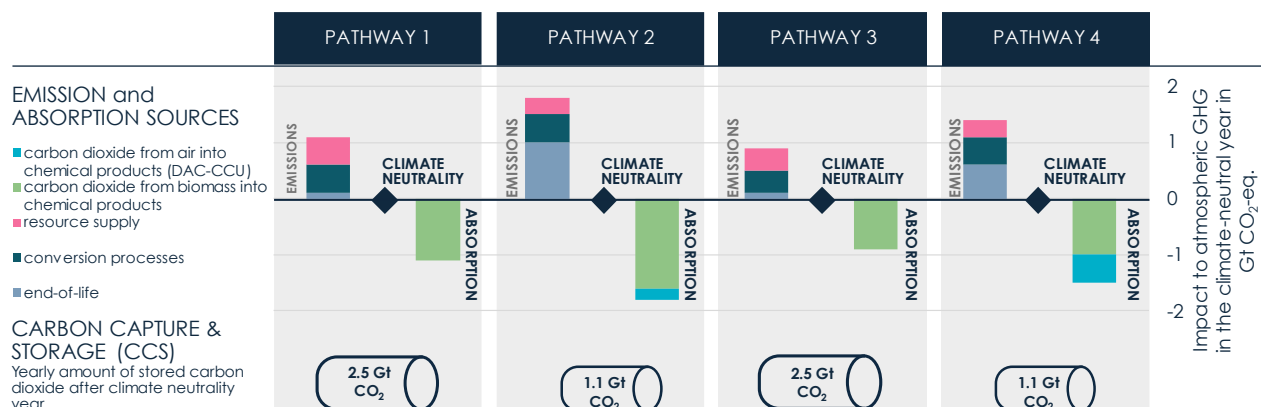 PATHWAY 1
PATHWAY 2
PATHWAY 3
PATHWAY 4
EMISSION and
ABSORPTION SOURCES
carbon dioxide from air into
chemical products (DAC-CCU)
carbon dioxide from biomass into
chemical products
resource supply
conversion processes
end-of-life
EMISSIONS
CLIMATE
NEUTRALITY
ABSORPTION
EMISSIONS
CLIMATE
NEUTRALITY
ABSORPTION
EMISSIONS
CLIMATE
NEUTRALITY
ABSORPTION
EMISSIONS
CLIMATE
NEUTRALITY
ABSORPTION
2
1
0
-1
-2
Impact to atmospheric GHG
in the climate-neutral year in
Gt CO₂-eq.
CARBON CAPTURE &
STORAGE (CCS)
Yearly amount of stored carbon
dioxide after climate neutrality
year
2.5 Gt
CO₂
1.1 Gt
CO₂
2.5 Gt
CO₂
1.1 Gt
CO₂